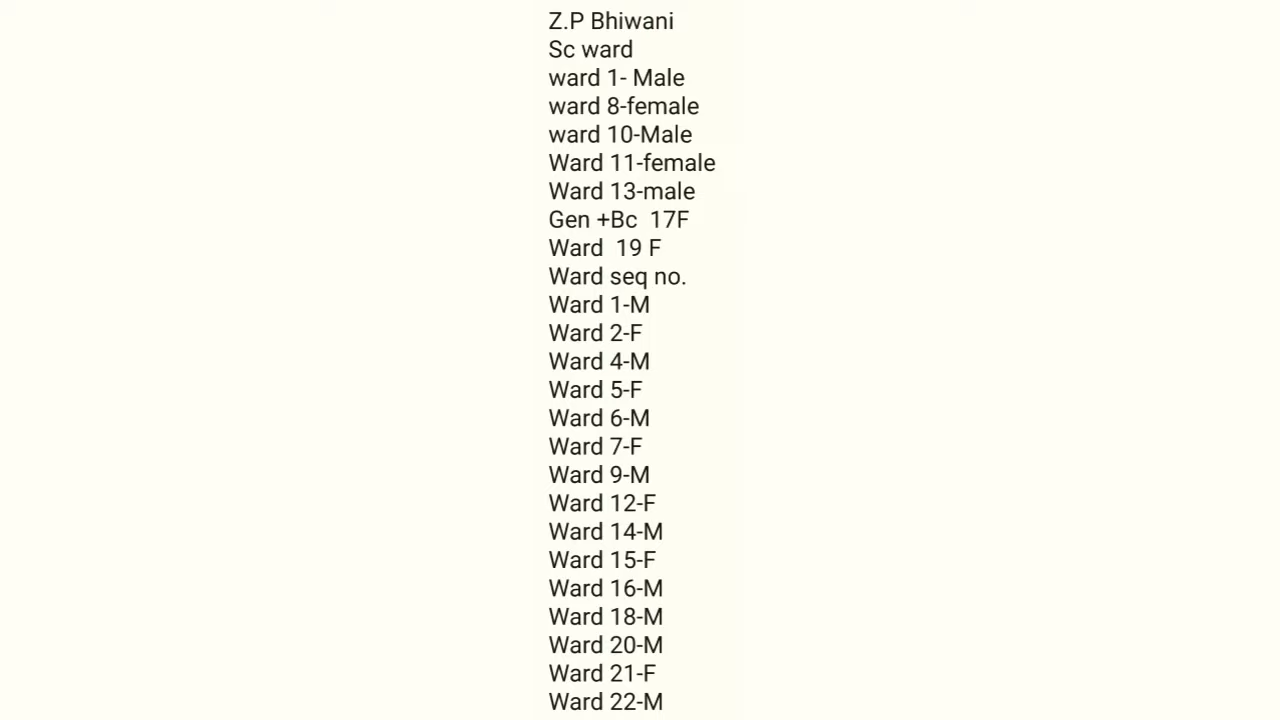 Z.P Bhiwani
Sc ward
ward 1- Male
ward 8-female
ward 10-Male
Ward 11-female
Ward 13-male
Gen +Bc  17F
Ward  19 F
Ward seq no.
Ward 1-M
Ward 2-F
Ward 4-M
Ward 5-F
Ward 6-M
Ward 7-F
Ward 9-M
Ward 12-F
Ward 14-M
Ward 15-F
Ward 16-M
Ward 18-M
Ward 20-M
Ward 21-F
Ward 22-M